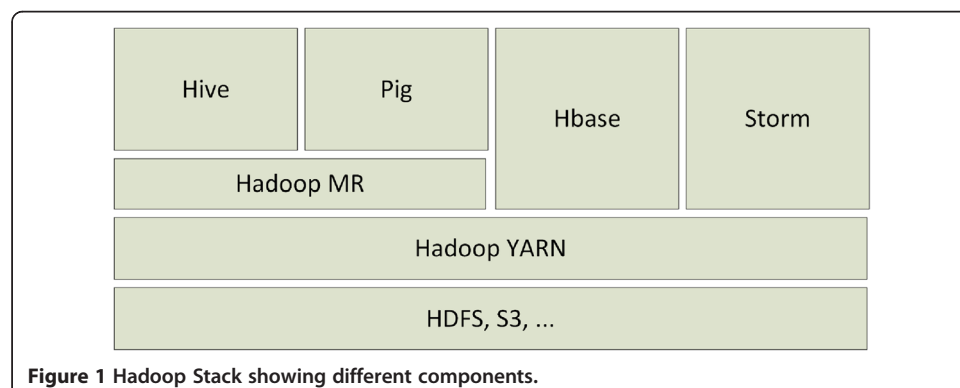 Hive
Pig
Hbase
Storm
Hadoop MR
Hadoop YARN
HDFS, S3, ...
Figure 1 Hadoop Stack showing different components.